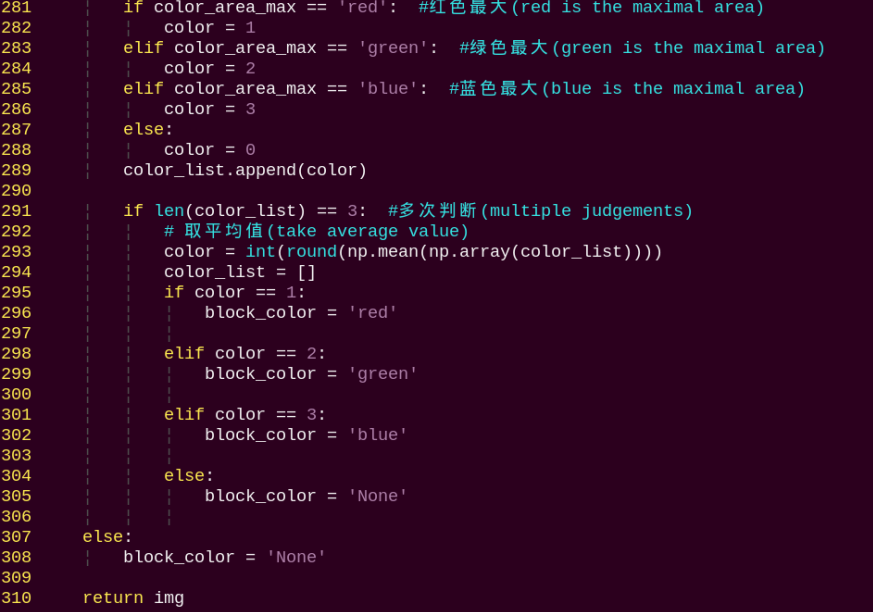 281 if color_area_max == 'red':  #红色最大(red is the maximal area)
282 color = 1
283 elif color_area_max == 'green':  #绿色最大(green is the maximal area)
284 color = 2
285 elif color_area_max == 'blue':  #蓝色最大(blue is the maximal area)
286 color = 3
287 else:
288 color = 0
289 color_list.append(color)
290
291 if len(color_list) == 3:  #多次判断(multiple judgements)
292 # 取平均值(take average value)
293 color = int(round(np.mean(np.array(color_list))))
294 color_list = []
295 if color == 1:
296 block_color = 'red'
297
298 elif color == 2:
299 block_color = 'green'
300
301 elif color == 3:
302 block_color = 'blue'
303
304 else:
305 block_color = 'None'
306
307 else:
308 block_color = 'None'
309
310 return img